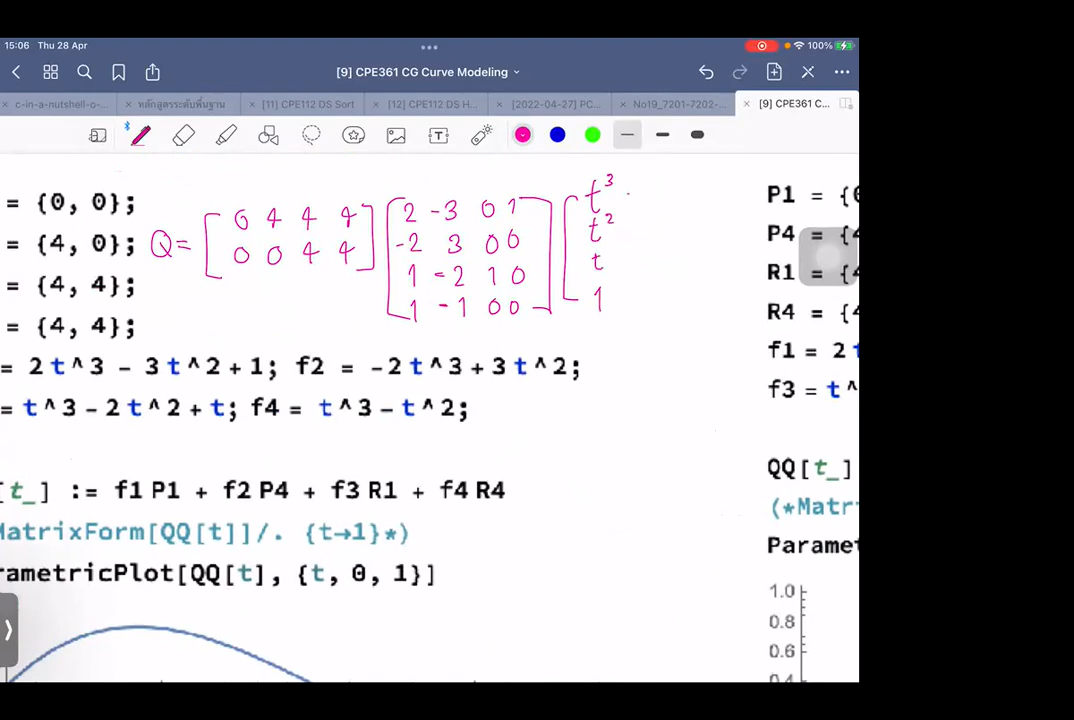 15:06 Thu 28 Apr
100%
[9] CPE361 CG Curve Modeling
c-in-a-nutshell-o-...
หลักสูตรระดับพื้นฐาน
[11] CPE112 DS Sort
[12] CPE112 DS H...
[2022-04-27] PC...
No19_7201-7202-...
[9] CPE361 C...
= {0, 0};
= {4, 0};
= {4, 4};
= {4, 4};
Q = [ 0 4 4 4 ] [ 2 -3 0 1 ] [ t^3 ]
[ 0 0 4 4 ] [ -2 3 0 0 ] [ t^2 ]
[ 1 -2 1 0 ] [ t ]
[ 1 -1 0 0 ] [ 1 ]
= 2 t^3 - 3 t^2 + 1; f2 = -2 t^3 + 3 t^2;
= t^3 - 2 t^2 + t; f4 = t^3 - t^2;
[t_] := f1 P1 + f2 P4 + f3 R1 + f4 R4
MatrixForm[QQ[t]]/. {t→1}*)
rametricPlot[QQ[t], {t, 0, 1}]
P1 = {0
P4 = {4
R1 = {4
R4 = {4
f1 = 2 t
f3 = t^
QQ[t_]
(*Matr
Paramet
1.0
0.8
0.6
0.4